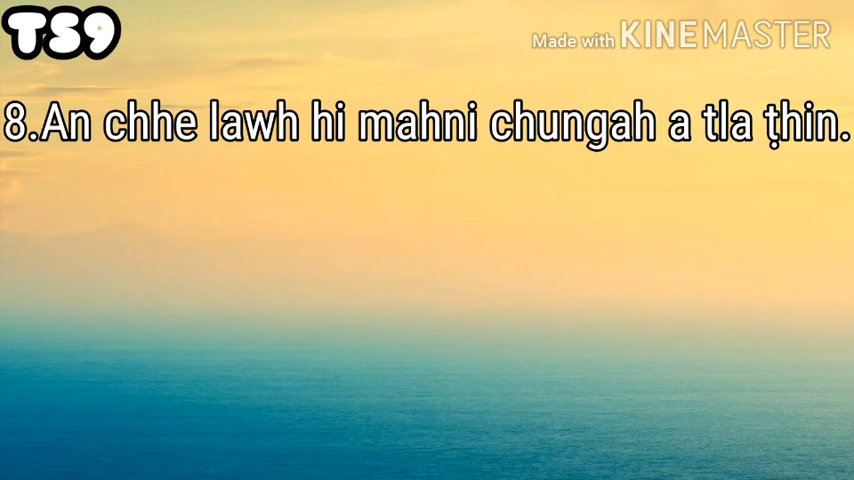 TS9
Made with KINEMASTER
8.An chhe lawh hi mahni chungah a tla ṭhin.